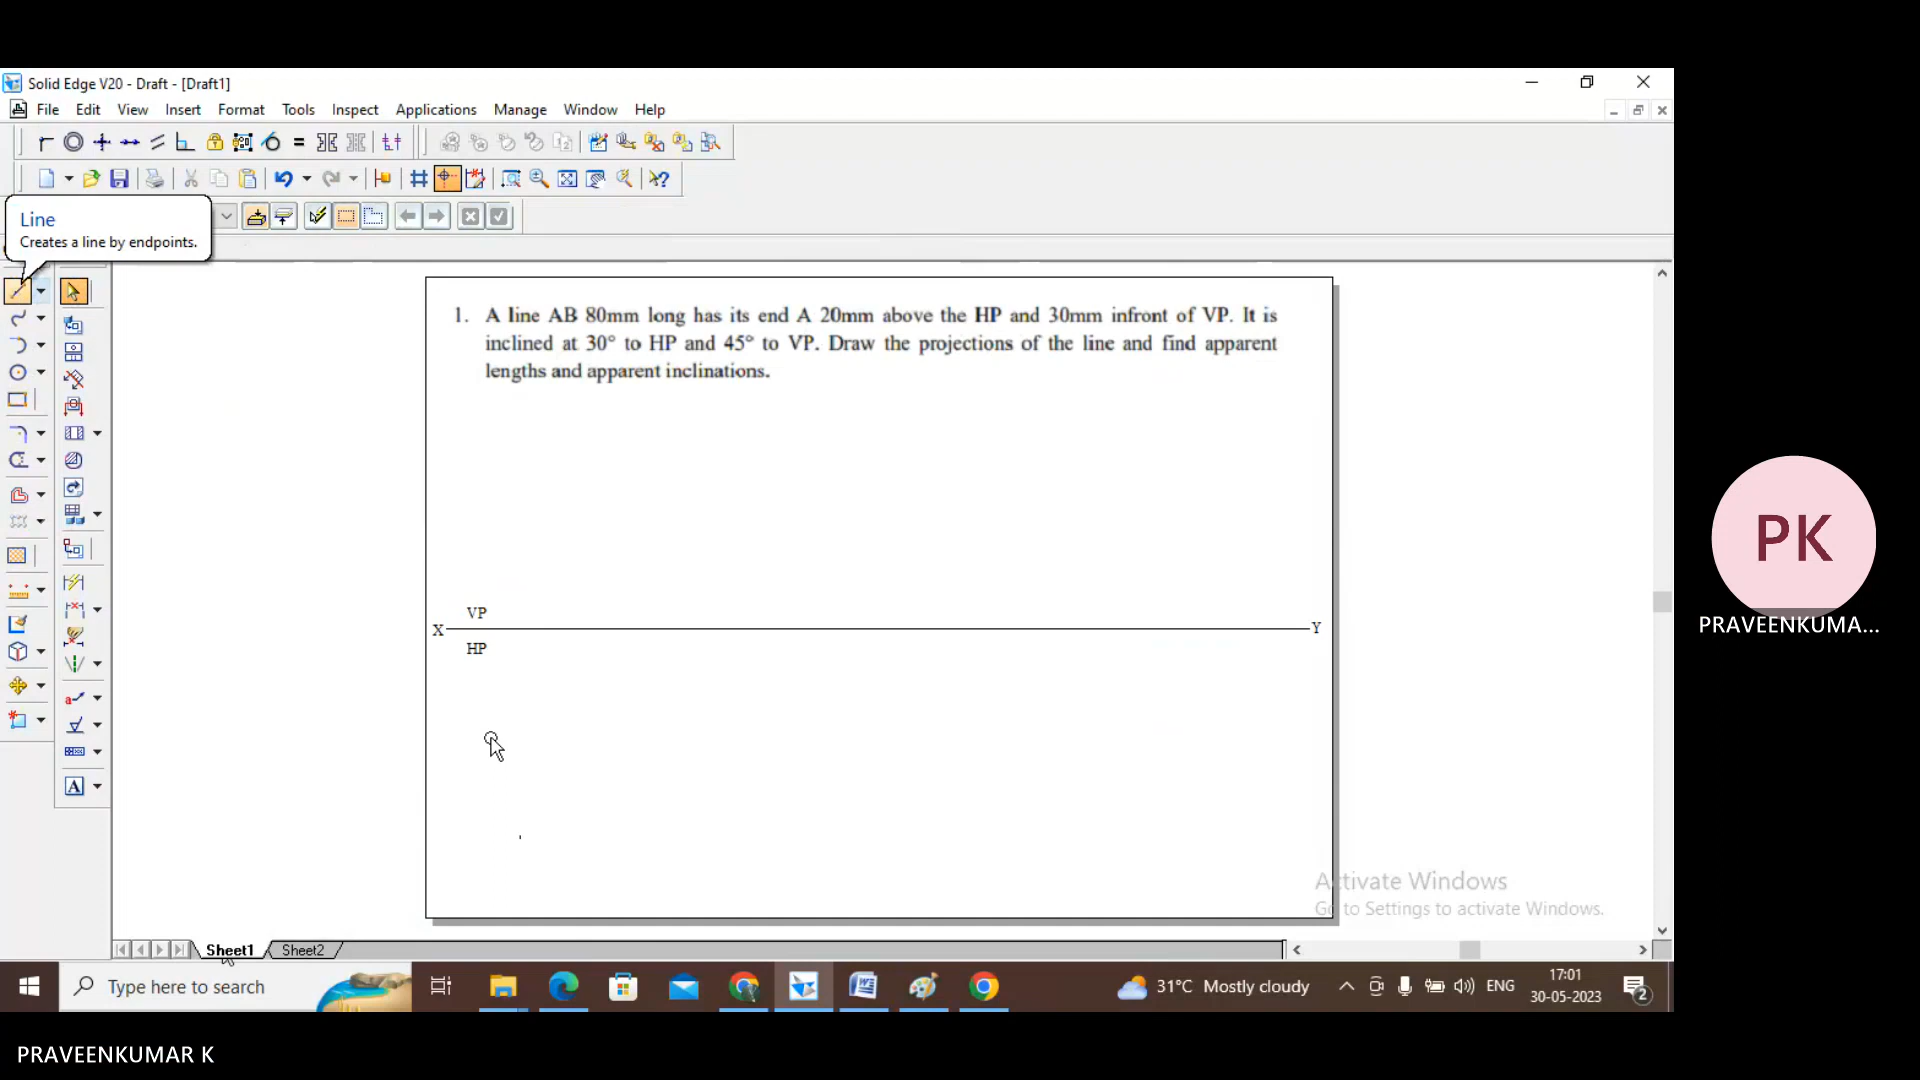 Solid Edge V20 - Draft - [Draft1]
File Edit View Insert Format Tools Inspect Applications Manage Window Help
Line
Creates a line by endpoints.
1. A line AB 80mm long has its end A 20mm above the HP and 30mm infront of VP. It is
inclined at 30° to HP and 45° to VP. Draw the projections of the line and find apparent
lengths and apparent inclinations.
VP
X
Y
HP
PK
PRAVEENKUMA...
A
Activate Windows
Go to Settings to activate Windows.
Sheet1 Sheet2
Type here to search
31°C Mostly cloudy
ENG
17:01
30-05-2023
2
PRAVEENKUMAR K